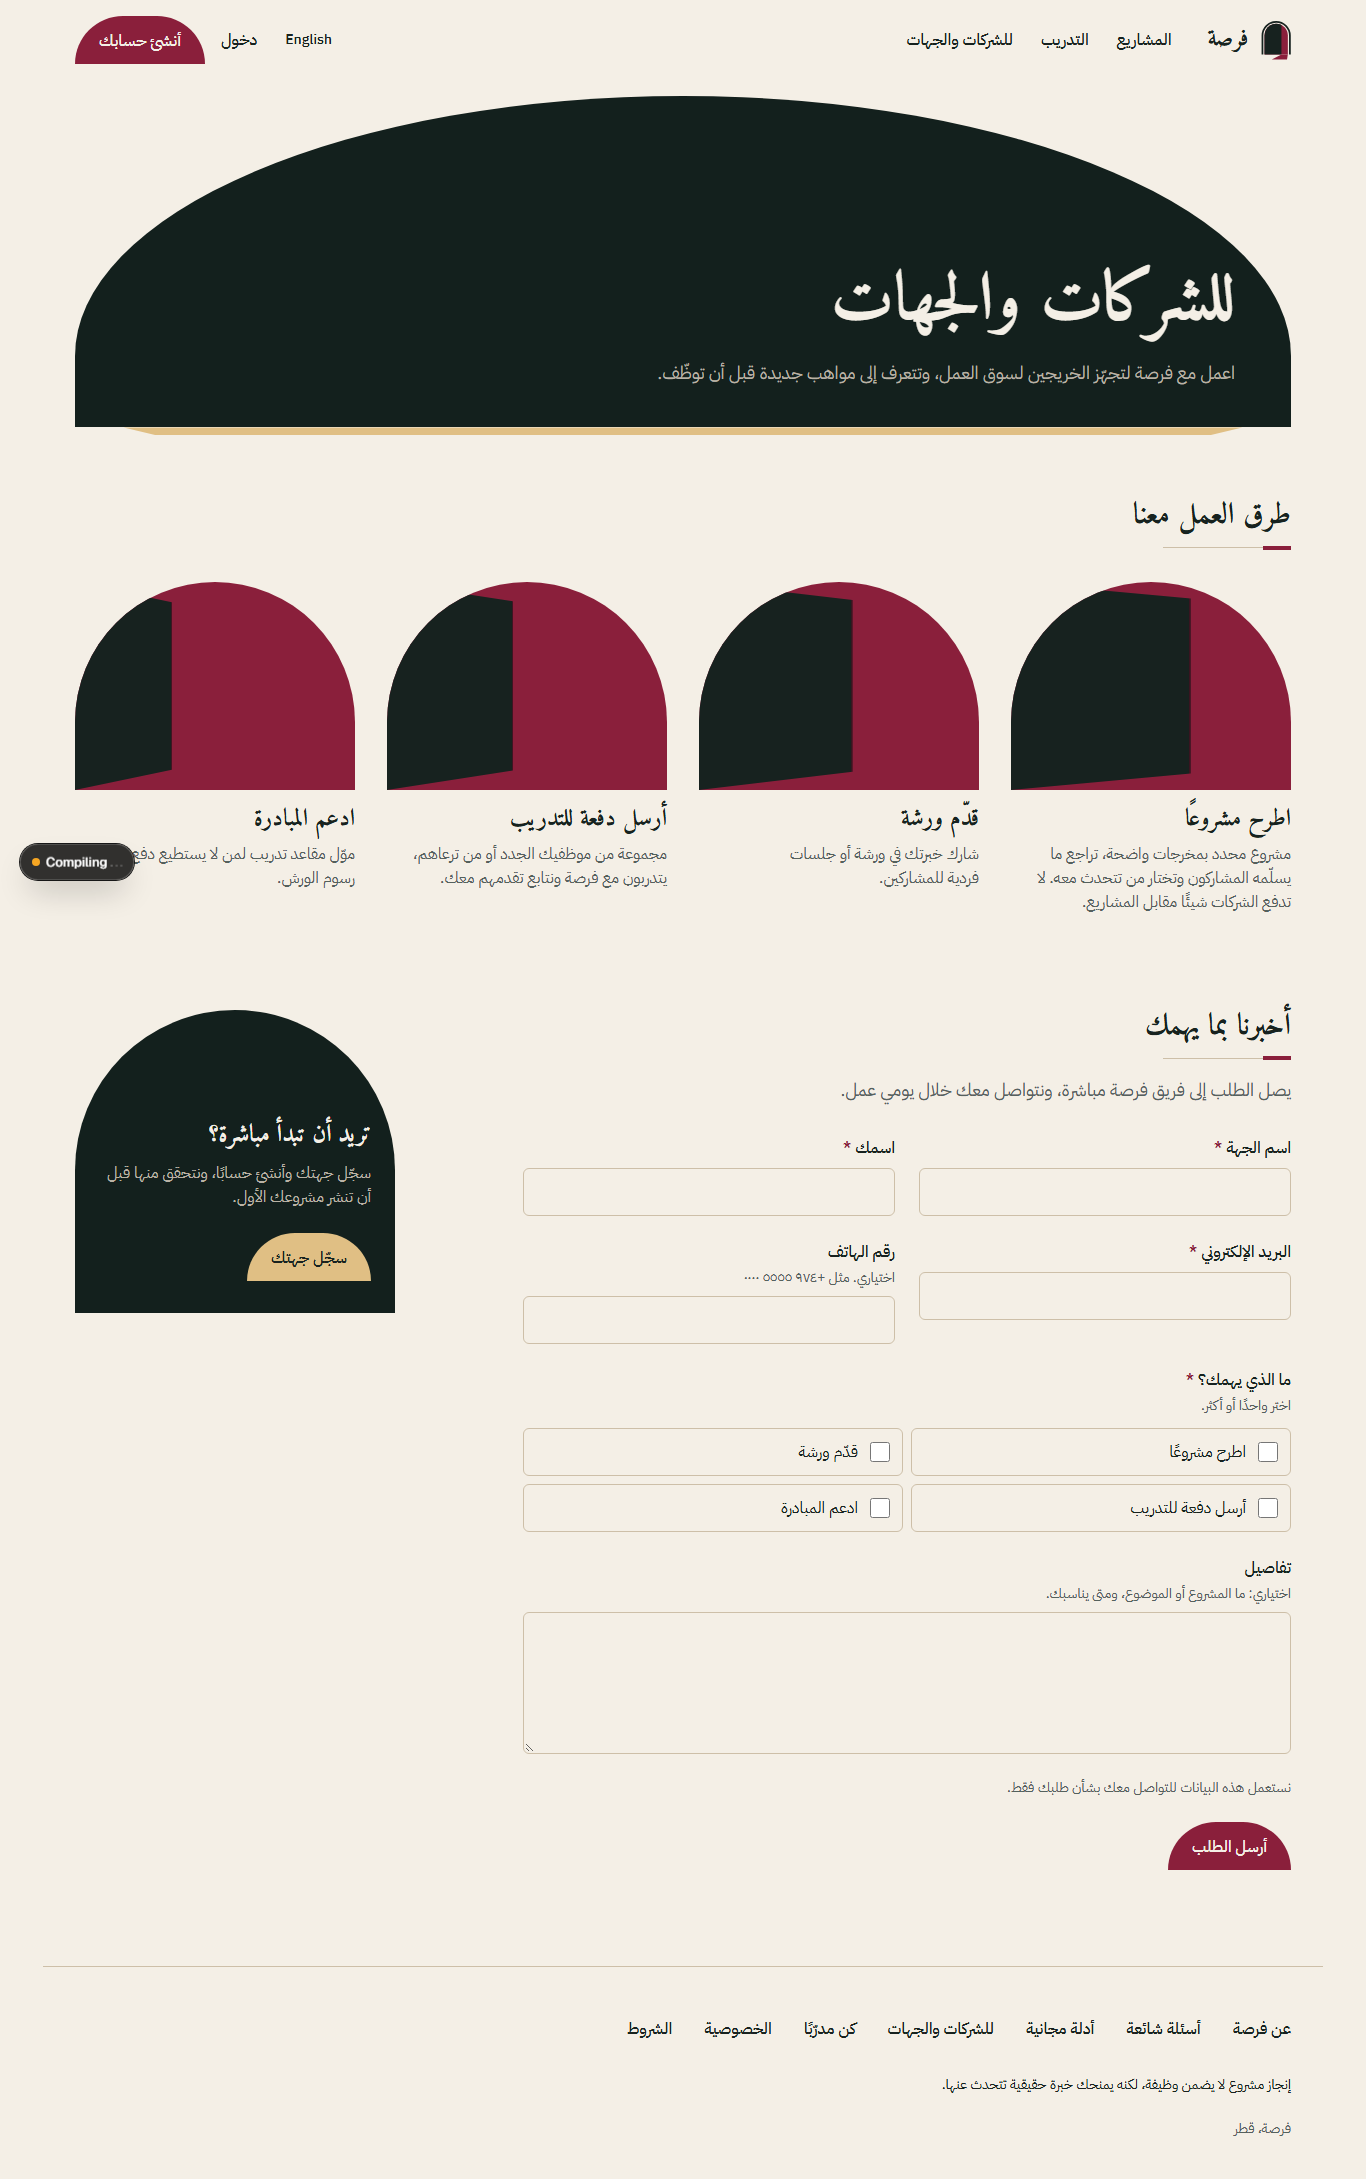 فرصة
المشاريع
التدريب
للشركات والجهات
English
دخول
أنشئ حسابك
للشركات والجهات
اعمل مع فرصة لتجهّز الخريجين لسوق العمل، وتتعرف إلى مواهب جديدة قبل أن توظّف.
طرق العمل معنا
اطرح مشروعًا
مشروع محدد بمخرجات واضحة، تراجع ما
يسلّمه المشاركون وتختار من تتحدث معه. لا
تدفع الشركات شيئًا مقابل المشاريع.
قدّم ورشة
شارك خبرتك في ورشة أو جلسات
فردية للمشاركين.
أرسل دفعة للتدريب
مجموعة من موظفيك الجدد أو من ترعاهم،
يتدربون مع فرصة ونتابع تقدمهم معك.
ادعم المبادرة
موّل مقاعد تدريب لمن لا يستطيع دفع
رسوم الورش.
Compiling...
أخبرنا بما يهمك
يصل الطلب إلى فريق فرصة مباشرة، ونتواصل معك خلال يومي عمل.
اسم الجهة *
اسمك *
البريد الإلكتروني *
رقم الهاتف
اختياري. مثل +٩٧٤ ٥٥٥٥ ٠٠٠٠
ما الذي يهمك؟ *
اختر واحدًا أو أكثر.
اطرح مشروعًا
قدّم ورشة
أرسل دفعة للتدريب
ادعم المبادرة
تفاصيل
اختياري: ما المشروع أو الموضوع، ومتى يناسبك.
نستعمل هذه البيانات للتواصل معك بشأن طلبك فقط.
أرسل الطلب
تريد أن تبدأ مباشرة؟
سجّل جهتك وأنشئ حسابًا، ونتحقق منها قبل
أن تنشر مشروعك الأول.
سجّل جهتك
عن فرصة
أسئلة شائعة
أدلة مجانية
للشركات والجهات
كن مدرّبًا
الخصوصية
الشروط
إنجاز مشروع لا يضمن وظيفة، لكنه يمنحك خبرة حقيقية تتحدث عنها.
فرصة، قطر